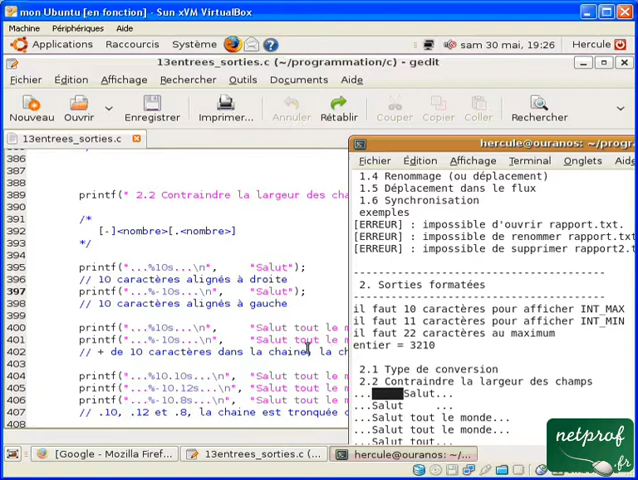 mon Ubuntu [en fonction] - Sun xVM VirtualBox
Machine Périphériques Aide
Applications Raccourcis Système sam 30 mai, 19:26 Hercule
13entrees_sorties.c (~/programmation/c) - gedit
Fichier Édition Affichage Rechercher Outils Documents Aide
Nouveau Ouvrir Enregistrer Imprimer... Annuler Rétablir Couper Copier Coller Rechercher
13entrees_sorties.c
386
387
388
389 printf(" 2.2 Contraindre la largeur des cha
390
391 /*
392 [-]<nombre>[.<nombre>]
393 */
394
395 printf("...%10s...\n", "Salut");
396 // 10 caractères alignés à droite
397 printf("...%-10s...\n", "Salut");
398 // 10 caractères alignés à gauche
399
400 printf("...%10s...\n", "Salut tout le m
401 printf("...%-10s...\n", "Salut tout le m
402 // + de 10 caractères dans la chaine, la ch
403
404 printf("...%10.10s...\n", "Salut tout le m
405 printf("...%-10.12s...\n", "Salut tout le m
406 printf("...%-10.8s...\n", "Salut tout le m
407 // .10, .12 et .8, la chaine est tronquée
408
hercule@ouranos: ~/progr
Fichier Édition Affichage Terminal Onglets Aide
1.4 Renommage (ou déplacement)
1.5 Déplacement dans le flux
1.6 Synchronisation
exemples
[ERREUR] : impossible d'ouvrir rapport.txt.
[ERREUR] : impossible de renommer rapport.tx
[ERREUR] : impossible de supprimer rapport2.t
----------------------------------------
2. Sorties formatées
----------------------------------------
il faut 10 caractères pour afficher INT_MAX
il faut 11 caractères pour afficher INT_MIN
il faut 22 caractères au maximum
entier = 3210
2.1 Type de conversion
2.2 Contraindre la largeur des champs
... Salut...
...Salut ...
...Salut tout le monde...
...Salut tout le monde...
...Salut tout...
[Google - Mozilla Firef... 13entrees_sorties.c (~... hercule@ouranos: ~/...
netprof
.fr